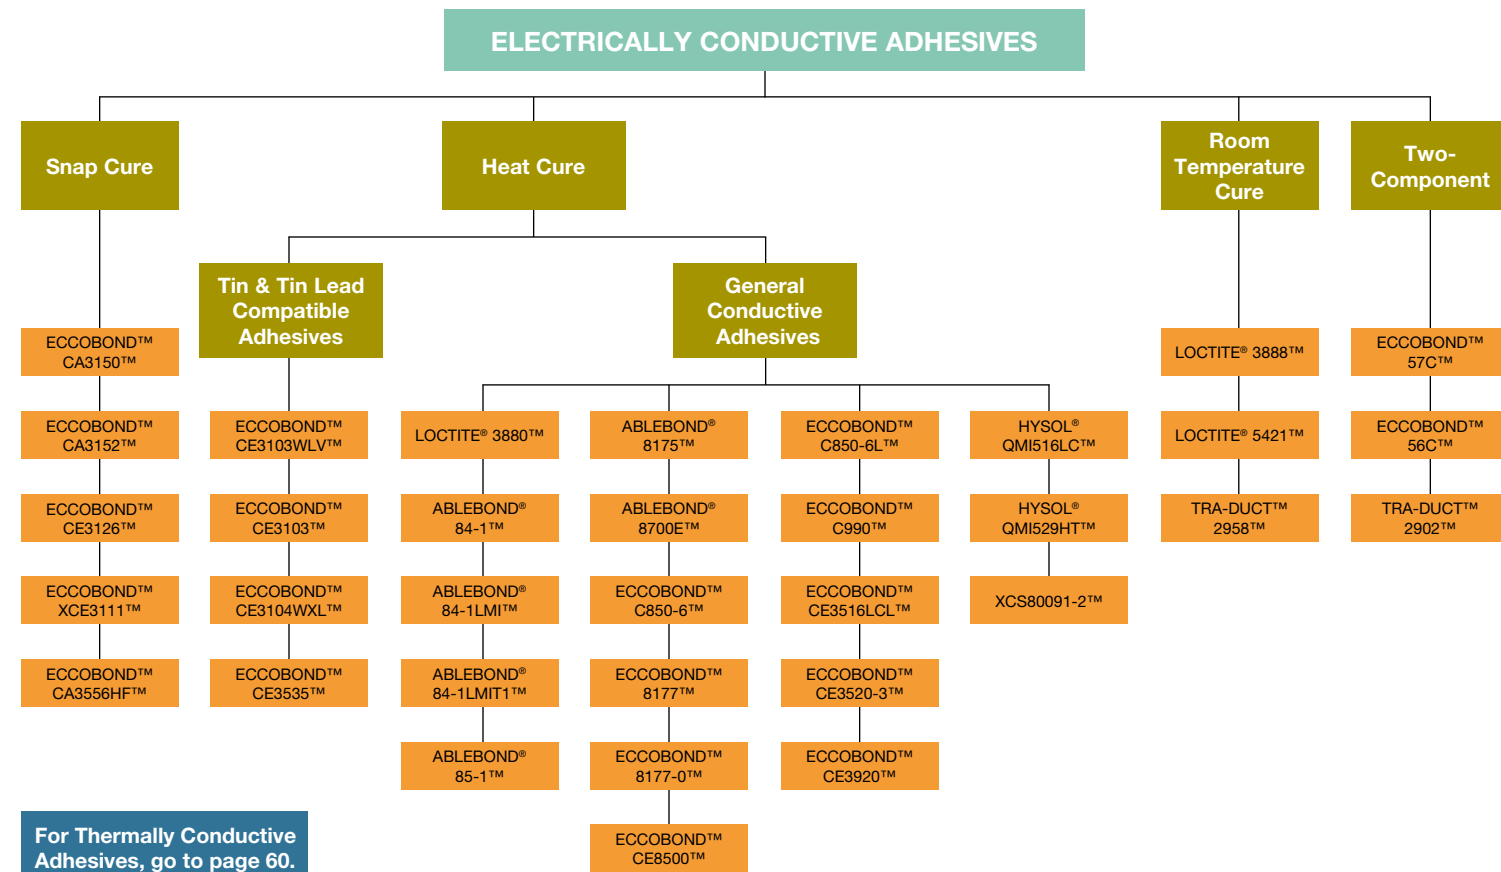 ELECTRICALLY CONDUCTIVE ADHESIVES
Snap Cure
Heat Cure
Room
Temperature
Cure
Two-
Component
Tin & Tin Lead
Compatible
Adhesives
General
Conductive
Adhesives
ECCOBOND™
CA3150™
ECCOBOND™
CA3152™
ECCOBOND™
CE3126™
ECCOBOND™
XCE3111™
ECCOBOND™
CA3556HF™
ECCOBOND™
CE3103WLV™
ECCOBOND™
CE3103™
ECCOBOND™
CE3104WXL™
ECCOBOND™
CE3535™
LOCTITE® 3880™
ABLEBOND®
84-1™
ABLEBOND®
84-1LMI™
ABLEBOND®
84-1LMIT1™
ABLEBOND®
85-1™
ABLEBOND®
8175™
ABLEBOND®
8700E™
ECCOBOND™
C850-6™
ECCOBOND™
8177™
ECCOBOND™
8177-0™
ECCOBOND™
CE8500™
ECCOBOND™
C850-6L™
ECCOBOND™
C990™
ECCOBOND™
CE3516LCL™
ECCOBOND™
CE3520-3™
ECCOBOND™
CE3920™
HYSOL®
QMI516LC™
HYSOL®
QMI529HT™
XCS80091-2™
LOCTITE® 3888™
LOCTITE® 5421™
TRA-DUCT™
2958™
ECCOBOND™
57C™
ECCOBOND™
56C™
TRA-DUCT™
2902™
For Thermally Conductive
Adhesives, go to page 60.